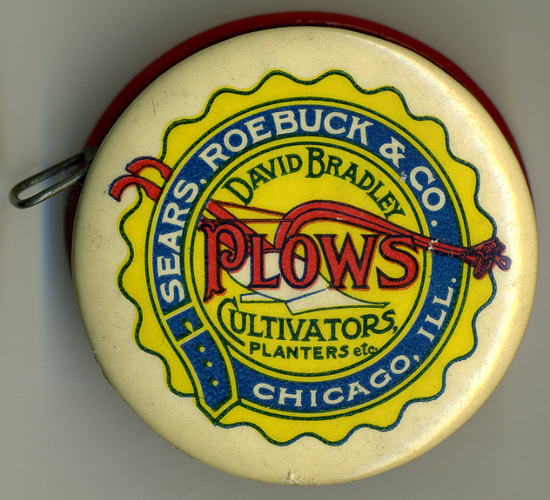 SEARS, ROEBUCK & CO.
CHICAGO, ILL.
DAVID BRADLEY
PLOWS
CULTIVATORS,
PLANTERS etc.